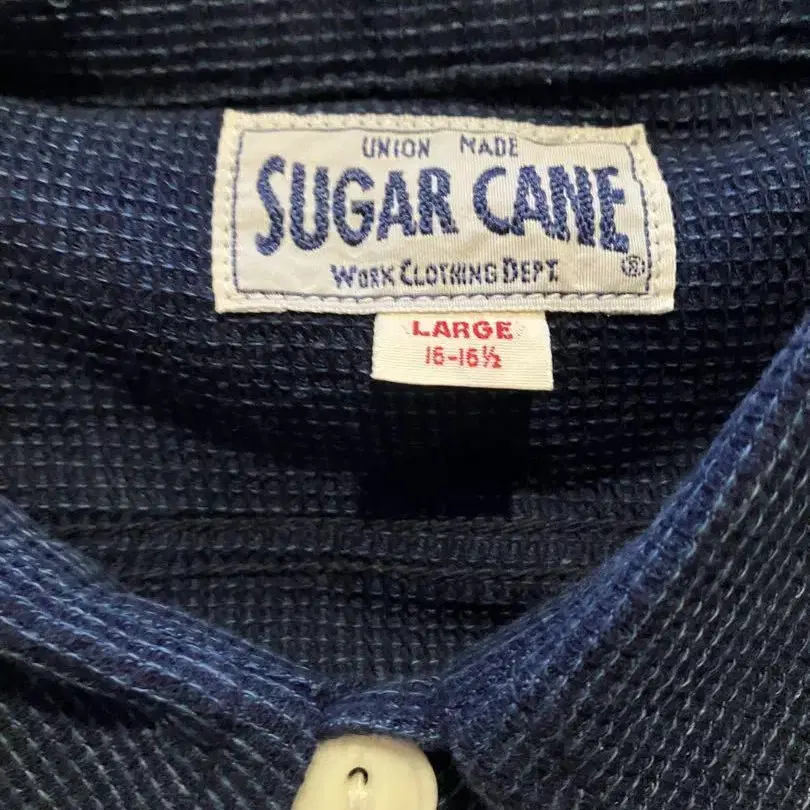 UNION MADE
SUGAR CANE
WORK CLOTHING DEPT. ®
LARGE
16-16½